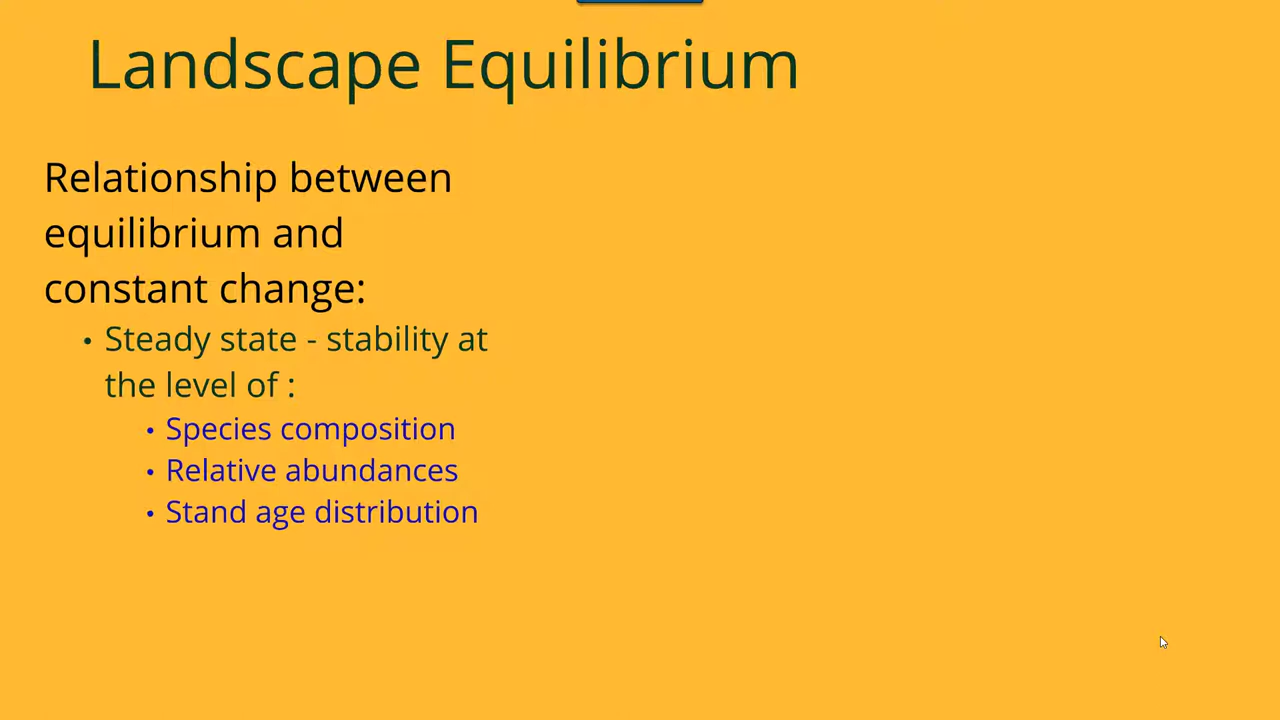 Landscape Equilibrium
Relationship between
equilibrium and
constant change:
• Steady state - stability at
the level of :
• Species composition
• Relative abundances
• Stand age distribution